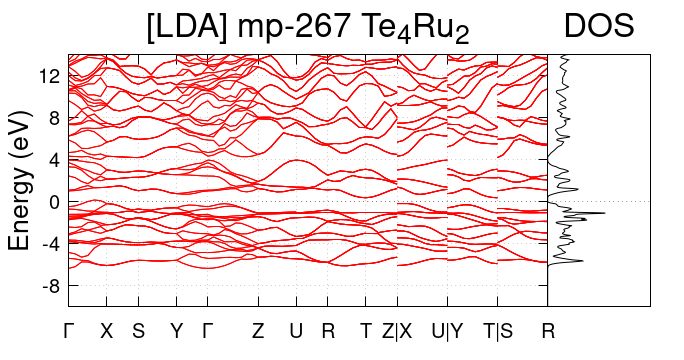 [LDA] mp-267 Te4Ru2 DOS
Energy (eV)
12
8
4
0
-4
-8
Γ X S Y Γ Z U R T Z|X U|Y T|S R